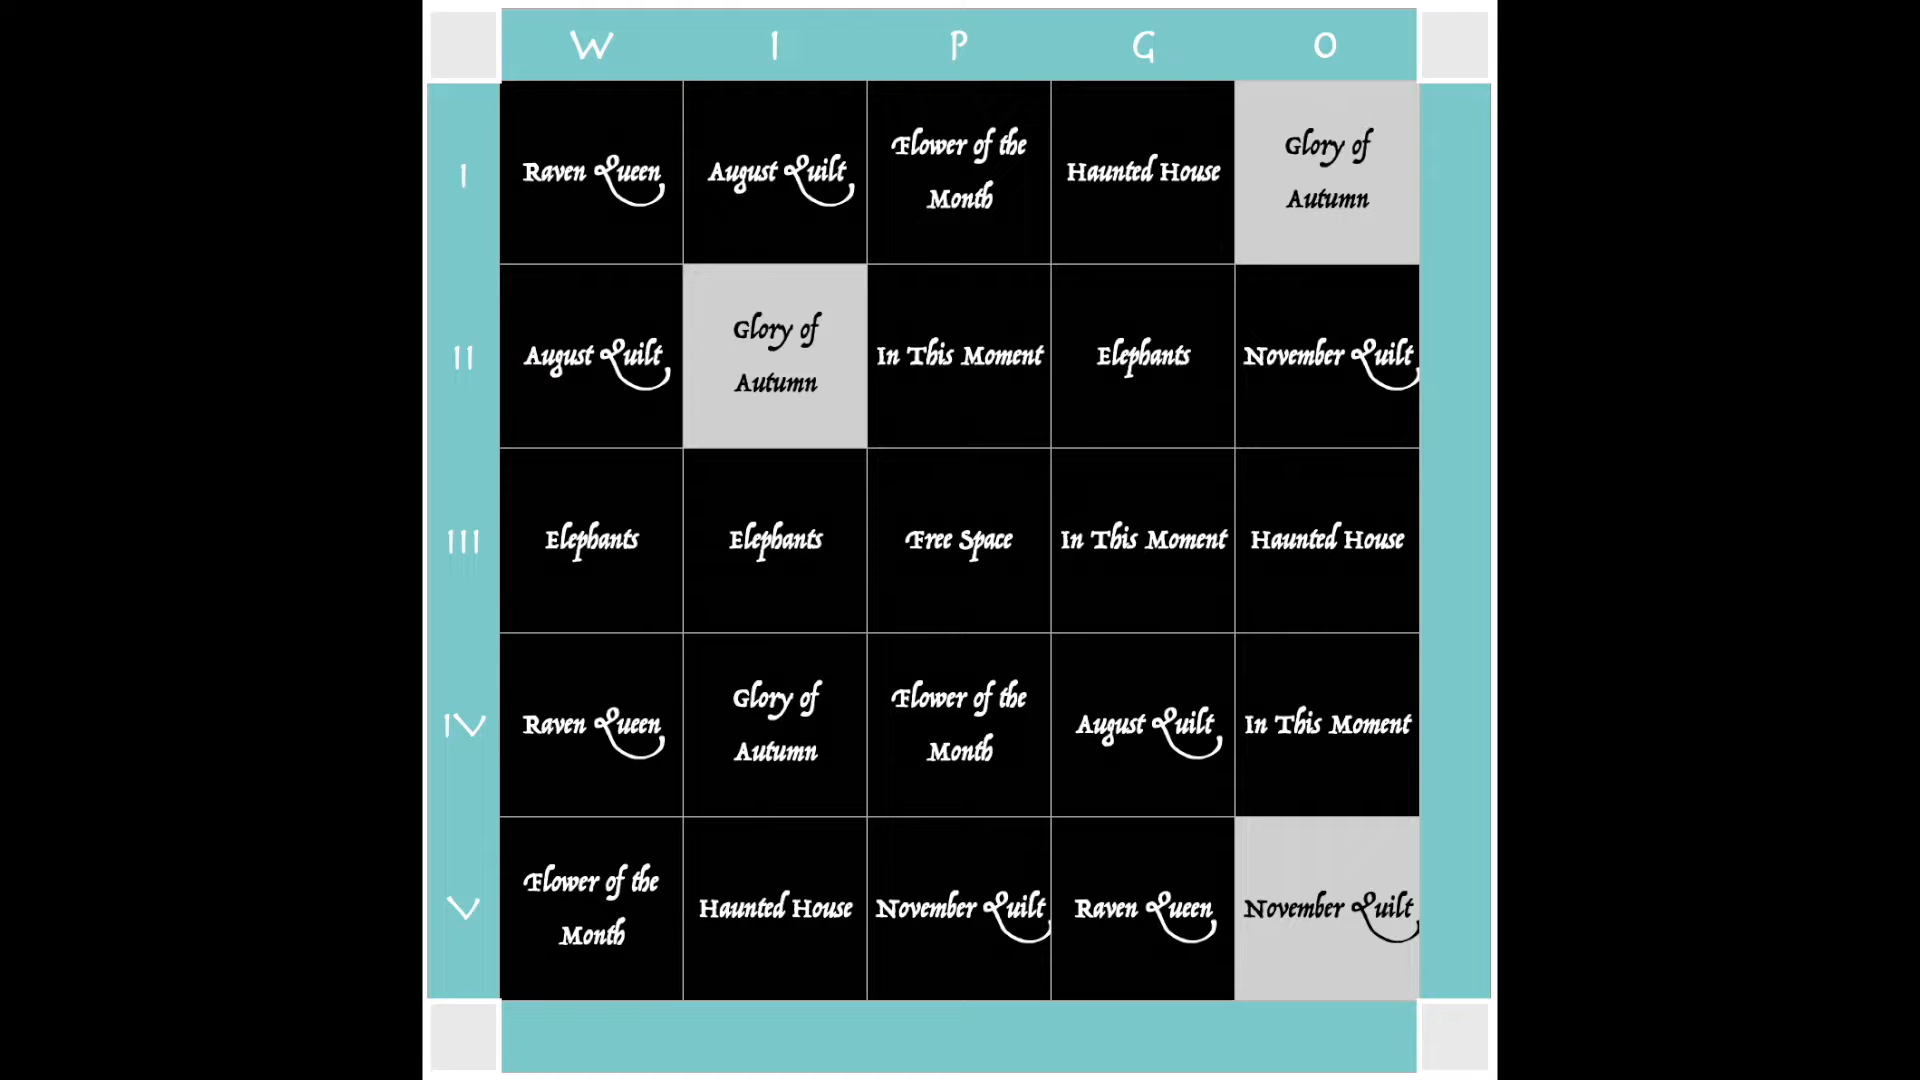 W I P G O
I
Raven Queen
August Quilt
Flower of the
Month
Haunted House
Glory of
Autumn
II
August Quilt
Glory of
Autumn
In This Moment
Elephants
November Quilt
III
Elephants
Elephants
Free Space
In This Moment
Haunted House
IV
Raven Queen
Glory of
Autumn
Flower of the
Month
August Quilt
In This Moment
V
Flower of the
Month
Haunted House
November Quilt
Raven Queen
November Quilt